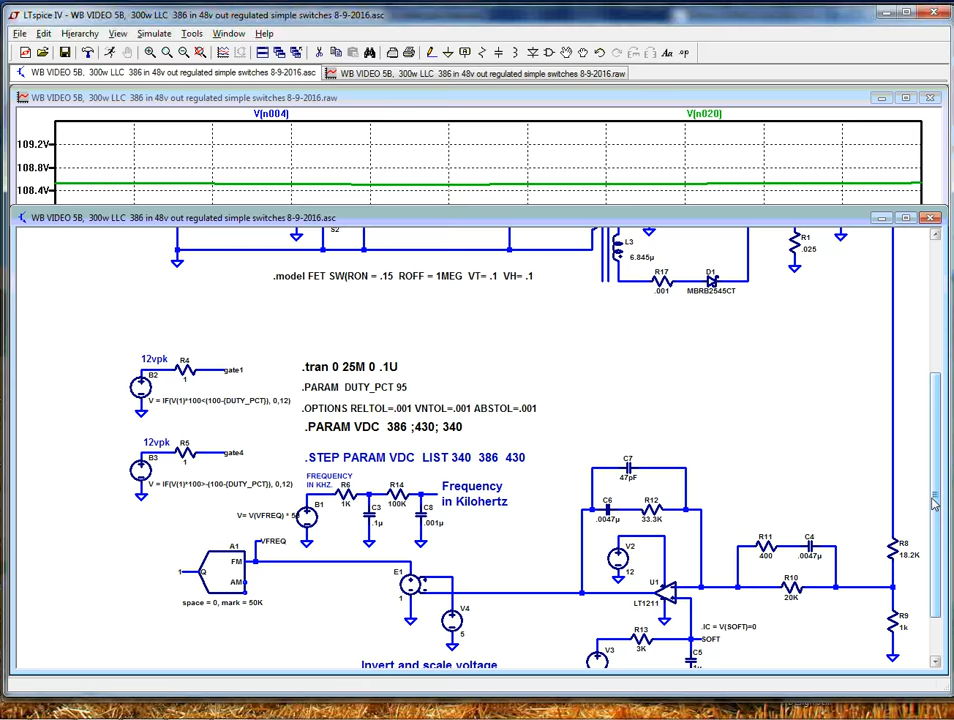 LTspice IV - WB VIDEO 5B, 300w LLC 386 in 48v out regulated simple switches 8-9-2016.asc
File Edit Hierarchy View Simulate Tools Window Help
WB VIDEO 5B, 300w LLC 386 in 48v out regulated simple switches 8-9-2016.asc
WB VIDEO 5B, 300w LLC 386 in 48v out regulated simple switches 8-9-2016.raw
WB VIDEO 5B, 300w LLC 386 in 48v out regulated simple switches 8-9-2016.raw
V(n004) V(n020)
109.2V
108.8V
108.4V
WB VIDEO 5B, 300w LLC 386 in 48v out regulated simple switches 8-9-2016.asc
S2
L3
6.845µ
R1
.025
.model FET SW(RON = .15 ROFF = 1MEG VT= .1 VH= .1
R17
.001
D1
MBRB2545CT
12vpk
R4
1
gate1
B2
V = IF(V(1)*100<(100-{DUTY_PCT}), 0,12)
.tran 0 25M 0 .1U
.PARAM DUTY_PCT 95
.OPTIONS RELTOL=.001 VNTOL=.001 ABSTOL=.001
.PARAM VDC 386 ;430; 340
12vpk
R5
1
gate4
B3
V = IF(V(1)*100>-(100-{DUTY_PCT}), 0,12)
.STEP PARAM VDC LIST 340 386 430
FREQUENCY
IN KHZ.
R6
1K
R14
100K
Frequency
in Kilohertz
B1
C3
.1µ
C8
.001µ
C7
47pF
C6
.0047µ
R12
33.3K
V2
12
A1
VFREQ
FM
Q
1
AM
space = 0, mark = 50K
E1
1
V4
5
U1
LT1211
R11
400
C4
.0047µ
R10
20K
R8
18.2K
R9
1k
.IC = V(SOFT)=0
SOFT
R13
3K
V3
C5
Invert and scale voltage